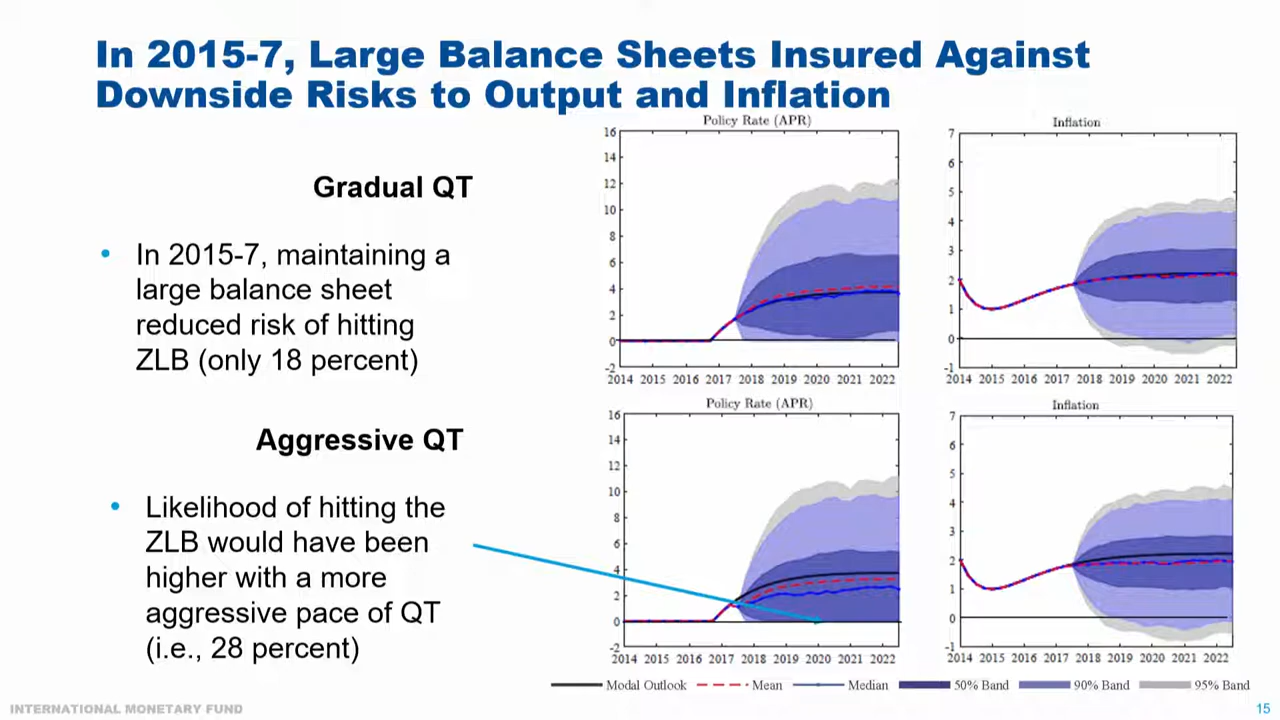 In 2015-7, Large Balance Sheets Insured Against
Downside Risks to Output and Inflation
Gradual QT
• In 2015-7, maintaining a
large balance sheet
reduced risk of hitting
ZLB (only 18 percent)
Aggressive QT
• Likelihood of hitting the
ZLB would have been
higher with a more
aggressive pace of QT
(i.e., 28 percent)
Policy Rate (APR)
16
14
12
10
8
6
4
2
0
-2
2014 2015 2016 2017 2018 2019 2020 2021 2022
Inflation
7
6
5
4
3
2
1
0
-1
2014 2015 2016 2017 2018 2019 2020 2021 2022
Policy Rate (APR)
16
14
12
10
8
6
4
2
0
-2
2014 2015 2016 2017 2018 2019 2020 2021 2022
Inflation
7
6
5
4
3
2
1
0
-1
2014 2015 2016 2017 2018 2019 2020 2021 2022
Modal Outlook Mean Median 50% Band 90% Band 95% Band
INTERNATIONAL MONETARY FUND
15